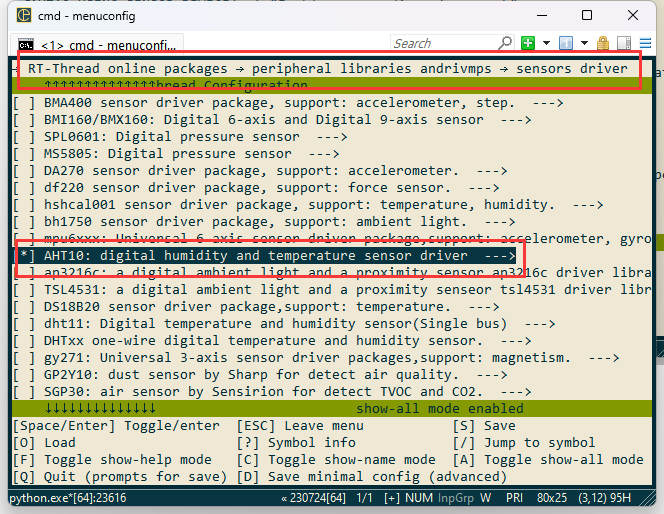 cmd - menuconfig
<1> cmd - menuconfi...
Search
RT-Thread online packages → peripheral libraries andrivmps → sensors driver
↑↑↑↑↑↑↑↑↑↑↑↑↑↑hread Configuration
[ ] BMA400 sensor driver package, support: accelerometer, step.  --->
[ ] BMI160/BMX160: Digital 6-axis and Digital 9-axis sensor  --->
[ ] SPL0601: Digital pressure sensor  --->
[ ] MS5805: Digital pressure sensor  --->
[ ] DA270 sensor driver package, support: accelerometer.  --->
[ ] df220 sensor driver package, support: force sensor.  --->
[ ] hshcal001 sensor driver package, support: temperature, humidity.  --->
[ ] bh1750 sensor driver package, support: ambient light.  --->
[ ] mpu6xxx: Universal 6-axis sensor driver package,support: accelerometer, gyro
*] AHT10: digital humidity and temperature sensor driver  --->
[ ] ap3216c: a digital ambient light and a proximity sensor ap3216c driver libra
[ ] TSL4531: a digital ambient light and a proximity senseor tsl4531 driver libr
[ ] DS18B20 sensor driver package,support: temperature.  --->
[ ] dht11: Digital temperature and humidity sensor(Single bus)  --->
[ ] DHTxx one-wire digital temperature and humidity sensor.  --->
[ ] gy271: Universal 3-axis sensor driver packages,support: magnetism.  --->
[ ] GP2Y10: dust sensor by Sharp for detect air quality.  --->
[ ] SGP30: air sensor by Sensirion for detect TVOC and CO2.  --->
↓↓↓↓↓↓↓↓↓↓↓↓↓↓ show-all mode enabled
[Space/Enter] Toggle/enter [ESC] Leave menu [S] Save
[O] Load [?] Symbol info [/] Jump to symbol
[F] Toggle show-help mode [C] Toggle show-name mode [A] Toggle show-all mode
[Q] Quit (prompts for save) [D] Save minimal config (advanced)
python.exe*[64]:23616 « 230724[64] 1/1 [+] NUM InpGrp W PRI 80x25 (3,12) 95H